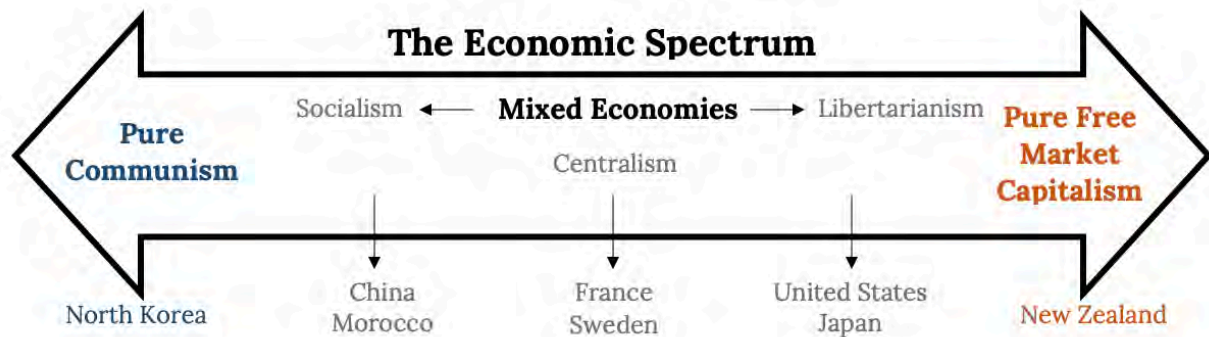 The Economic Spectrum
Socialism
Mixed Economies
Libertarianism
Pure
Communism
Centralism
Pure Free
Market
Capitalism
North Korea
China
Morocco
France
Sweden
United States
Japan
New Zealand